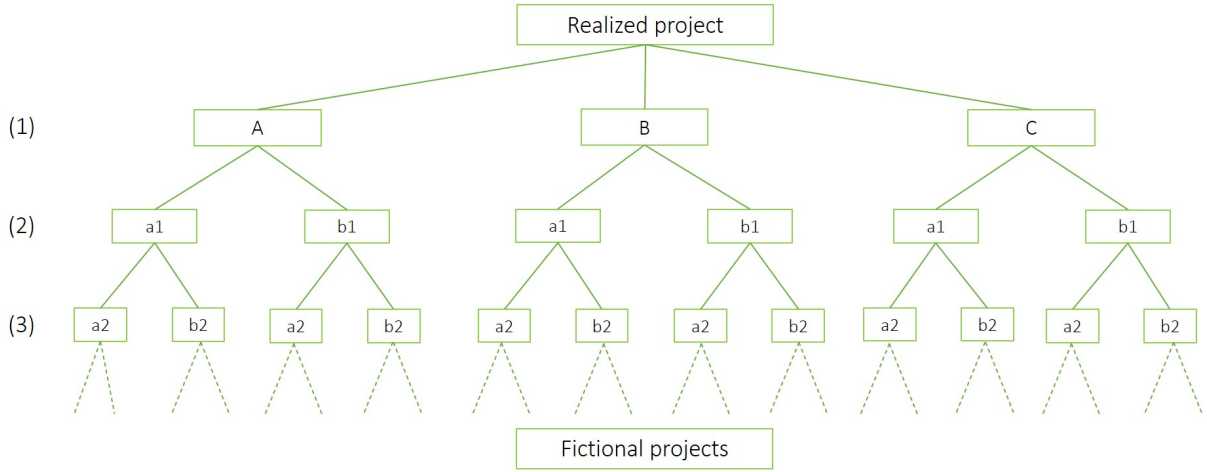 Realized project
(1) A B C
(2) a1 b1 a1 b1 a1 b1
(3) a2 b2 a2 b2 a2 b2 a2 b2 a2 b2 a2 b2
Fictional projects